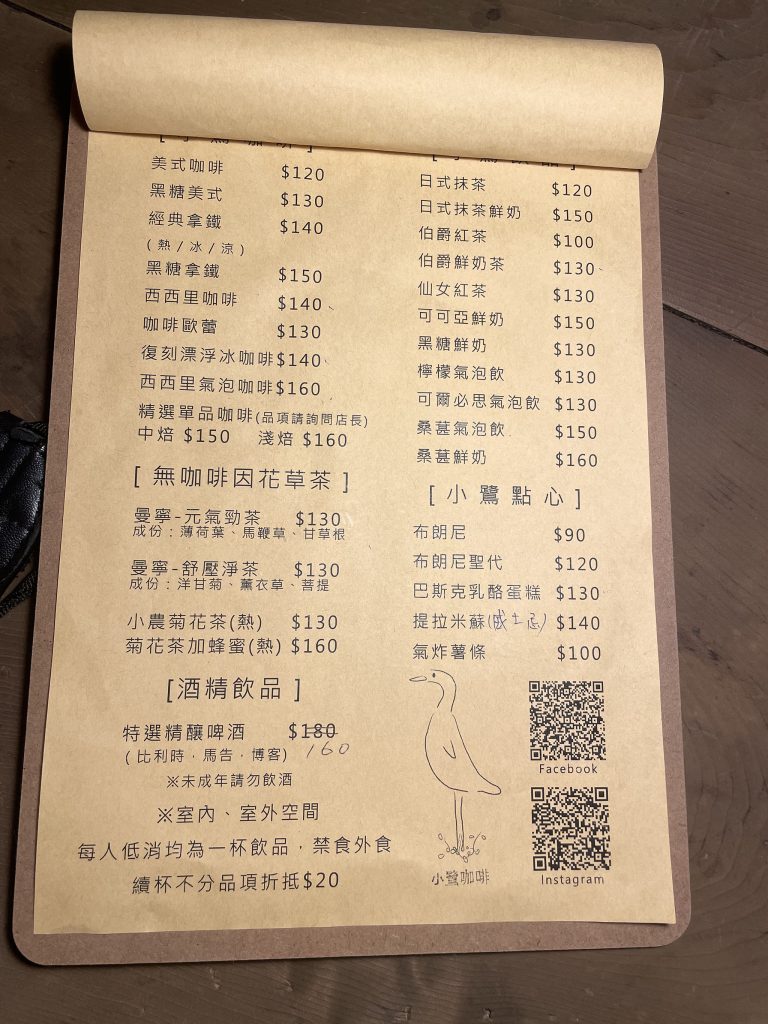 美式咖啡 $120
黑糖美式 $130
經典拿鐵 $140
(熱/冰/涼)
黑糖拿鐵 $150
西西里咖啡 $140
咖啡歐蕾 $130
復刻漂浮冰咖啡 $140
西西里氣泡咖啡 $160
精選單品咖啡(品項請詢問店長)
中焙 $150 淺焙 $160
[ 無咖啡因花草茶 ]
曼寧-元氣勁茶 $130
成份:薄荷葉、馬鞭草、甘草根
曼寧-舒壓淨茶 $130
成份:洋甘菊、薰衣草、菩提
小農菊花茶(熱) $130
菊花茶加蜂蜜(熱) $160
[酒精飲品 ]
特選精釀啤酒 $180
(比利時.馬告.博客) 160
※未成年請勿飲酒
※室內、室外空間
每人低消均為一杯飲品，禁食外食
續杯不分品項折抵$20
日式抹茶 $120
日式抹茶鮮奶 $150
伯爵紅茶 $100
伯爵鮮奶茶 $130
仙女紅茶 $130
可可亞鮮奶 $150
黑糖鮮奶 $130
檸檬氣泡飲 $130
可爾必思氣泡飲 $130
桑葚氣泡飲 $150
桑葚鮮奶 $160
[ 小鷺點心 ]
布朗尼 $90
布朗尼聖代 $120
巴斯克乳酪蛋糕 $130
提拉米蘇(威士忌) $140
氣炸薯條 $100
Facebook
Instagram
小鷺咖啡